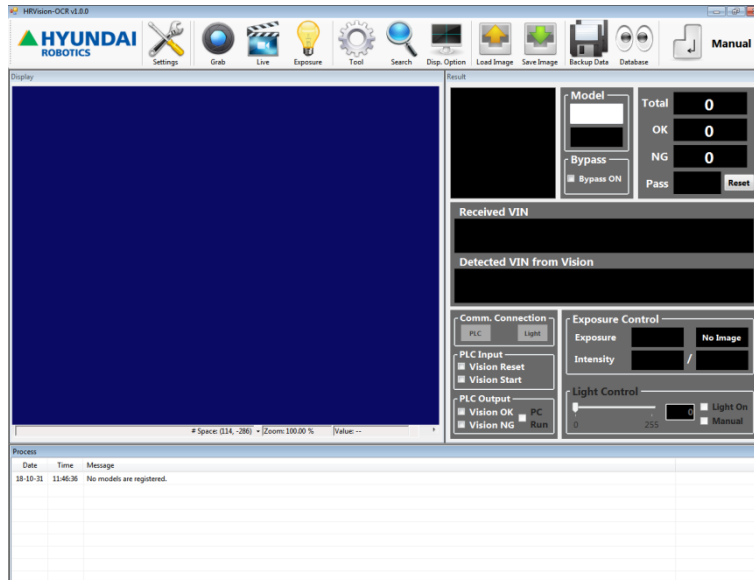 HRVision-OCR v1.0.0
HYUNDAI
ROBOTICS
Settings
Grab
Live
Exposure
Tool
Search
Disp. Option
Load Image
Save Image
Backup Data
Database
Manual
Display
# Space: (114, -286)
Zoom: 100.00 %
Value: --
Result
Model
Bypass
Bypass ON
Total 0
OK 0
NG 0
Pass
Reset
Received VIN
Detected VIN from Vision
Comm. Connection
PLC Light
PLC Input
Vision Reset
Vision Start
PLC Output
Vision OK
Vision NG
PC
Run
Exposure Control
Exposure
No Image
Intensity /
Light Control
0 255
0
Light On
Manual
Process
Date Time Message
18-10-31 11:46:36 No models are registered.